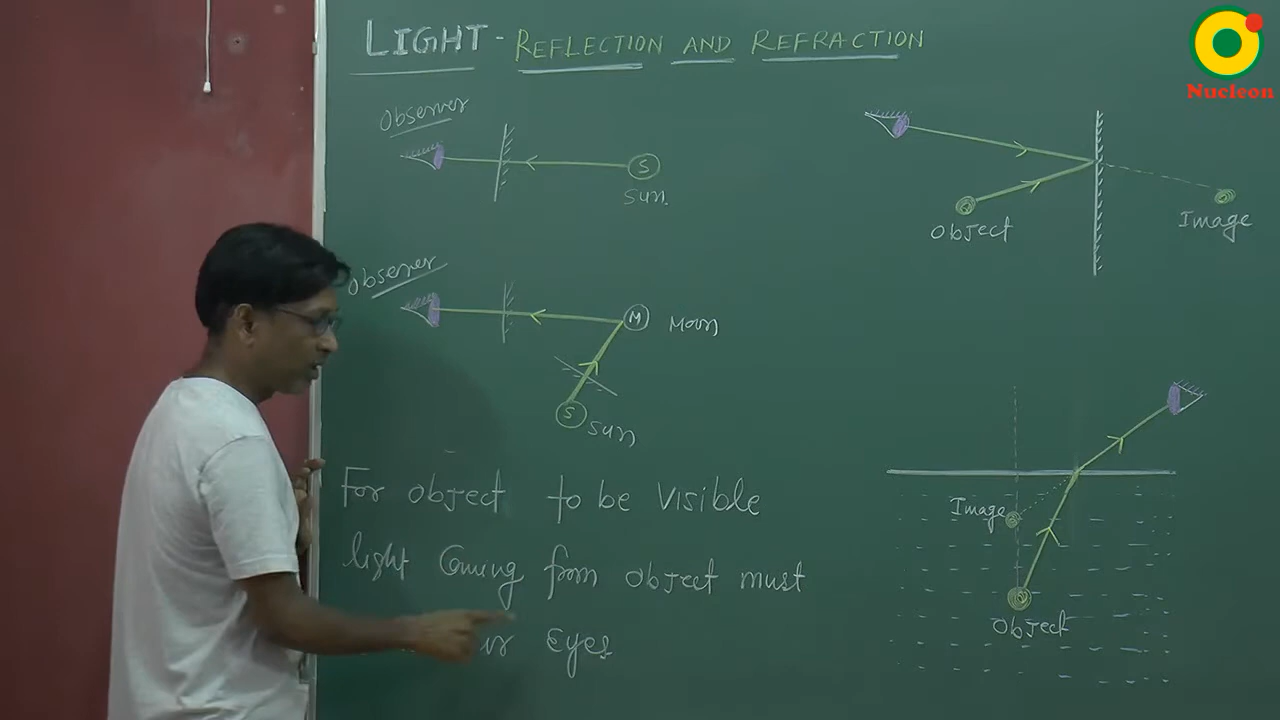 LIGHT - REFLECTION AND REFRACTION
Nucleon
Observer
S
Sun
Object
Image
Observer
M
Moon
S
Sun
For object to be visible
light Coming from object must
Eyes
Image
Object